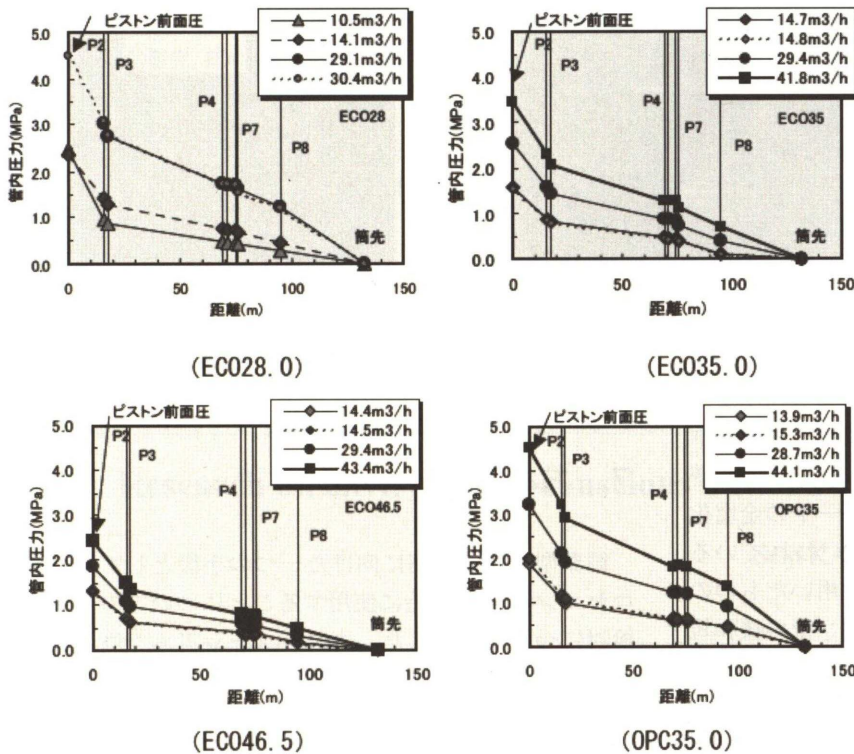 ピストン前面圧
10.5m3/h
14.1m3/h
29.1m3/h
30.4m3/h
5.0
4.0
3.0
2.0
1.0
0.0
管内圧力(MPa)
P2
P3
P4
P7
P8
ECO28
筒先
0
50
100
150
距離(m)
(ECO28.0)
ピストン前面圧
14.7m3/h
14.8m3/h
29.4m3/h
41.8m3/h
5.0
4.0
3.0
2.0
1.0
0.0
管内圧力(MPa)
P2
P3
P4
P7
P8
ECO35
筒先
0
50
100
150
距離(m)
(ECO35.0)
ピストン前面圧
14.4m3/h
14.5m3/h
29.4m3/h
43.4m3/h
5.0
4.0
3.0
2.0
1.0
0.0
管内圧力(MPa)
P2
P3
P4
P7
P8
ECO46.5
筒先
0
50
100
150
距離(m)
(ECO46.5)
ピストン前面圧
13.9m3/h
15.3m3/h
28.7m3/h
44.1m3/h
5.0
4.0
3.0
2.0
1.0
0.0
管内圧力(MPa)
P2
P3
P4
P7
P8
OPC35
筒先
0
50
100
150
距離(m)
(OPC35.0)